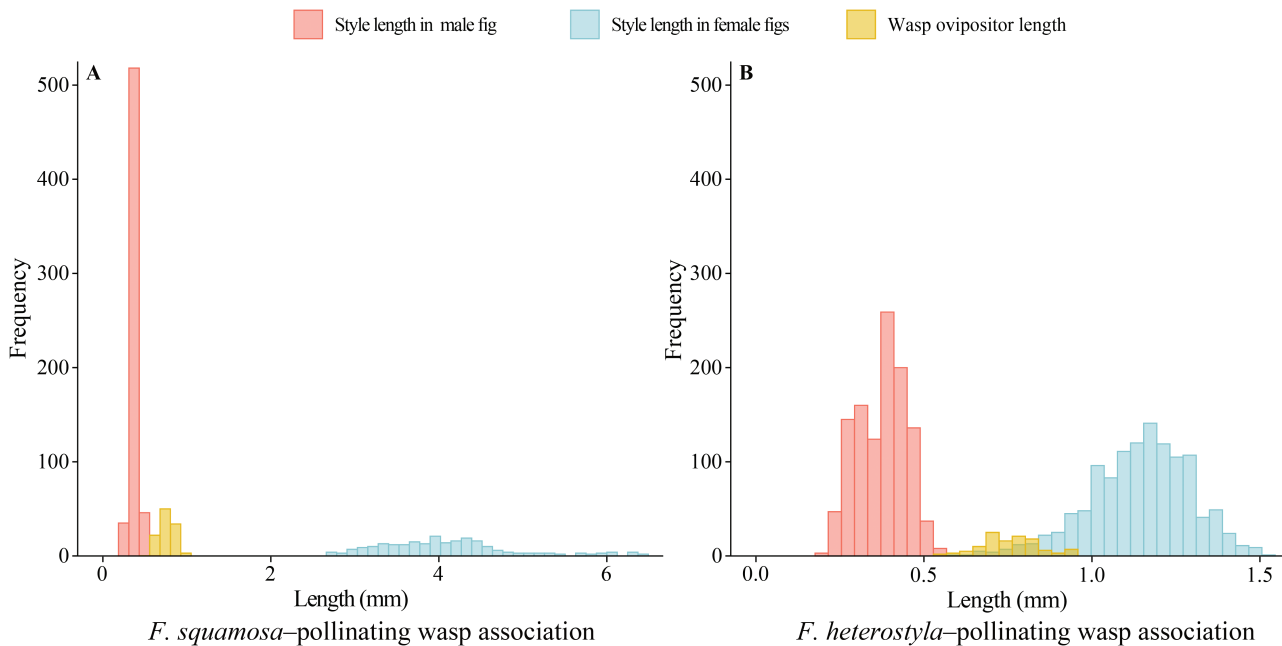 Style length in male fig
Style length in female figs
Wasp ovipositor length
A
500
400
300
200
100
0
Frequency
0 2 4 6
Length (mm)
F. squamosa–pollinating wasp association
B
500
400
300
200
100
0
Frequency
0.0 0.5 1.0 1.5
Length (mm)
F. heterostyla–pollinating wasp association